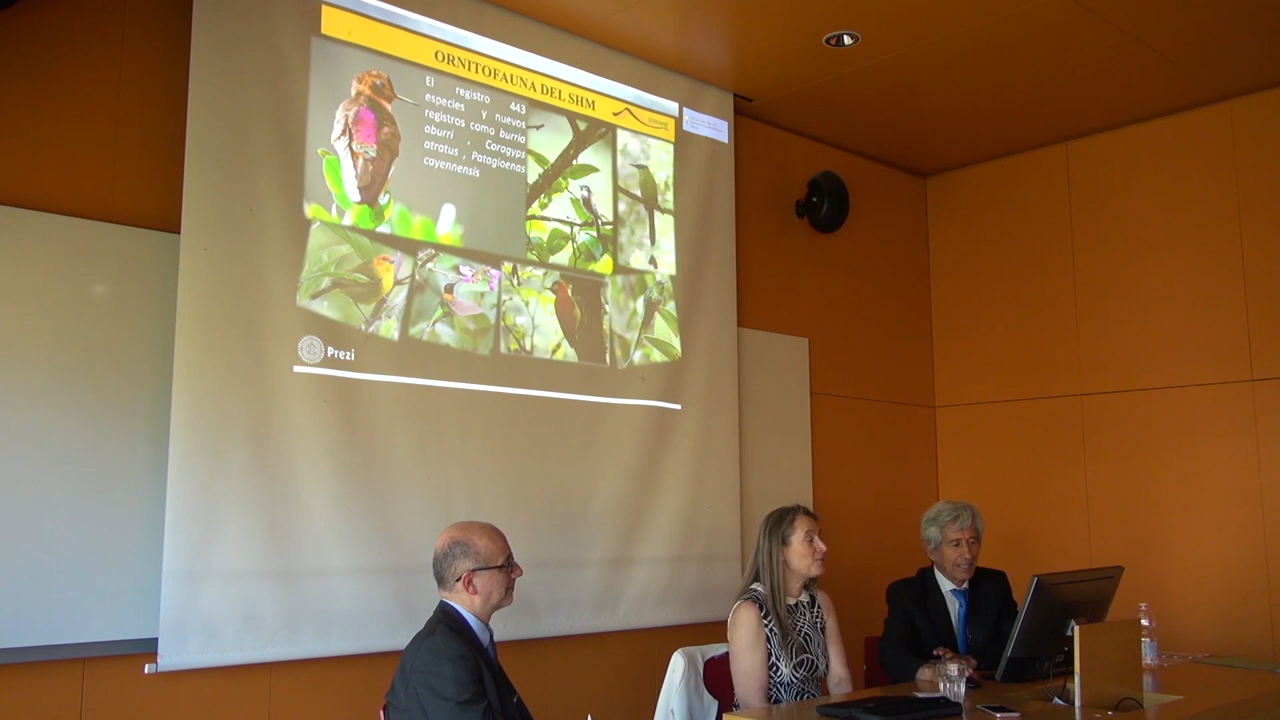 ORNITOFAUNA DEL SHM
El registro 443
especies y nuevos
registros como burria
aburri , Coragyps
atratus , Patagioenas
cayennensis
Prezi